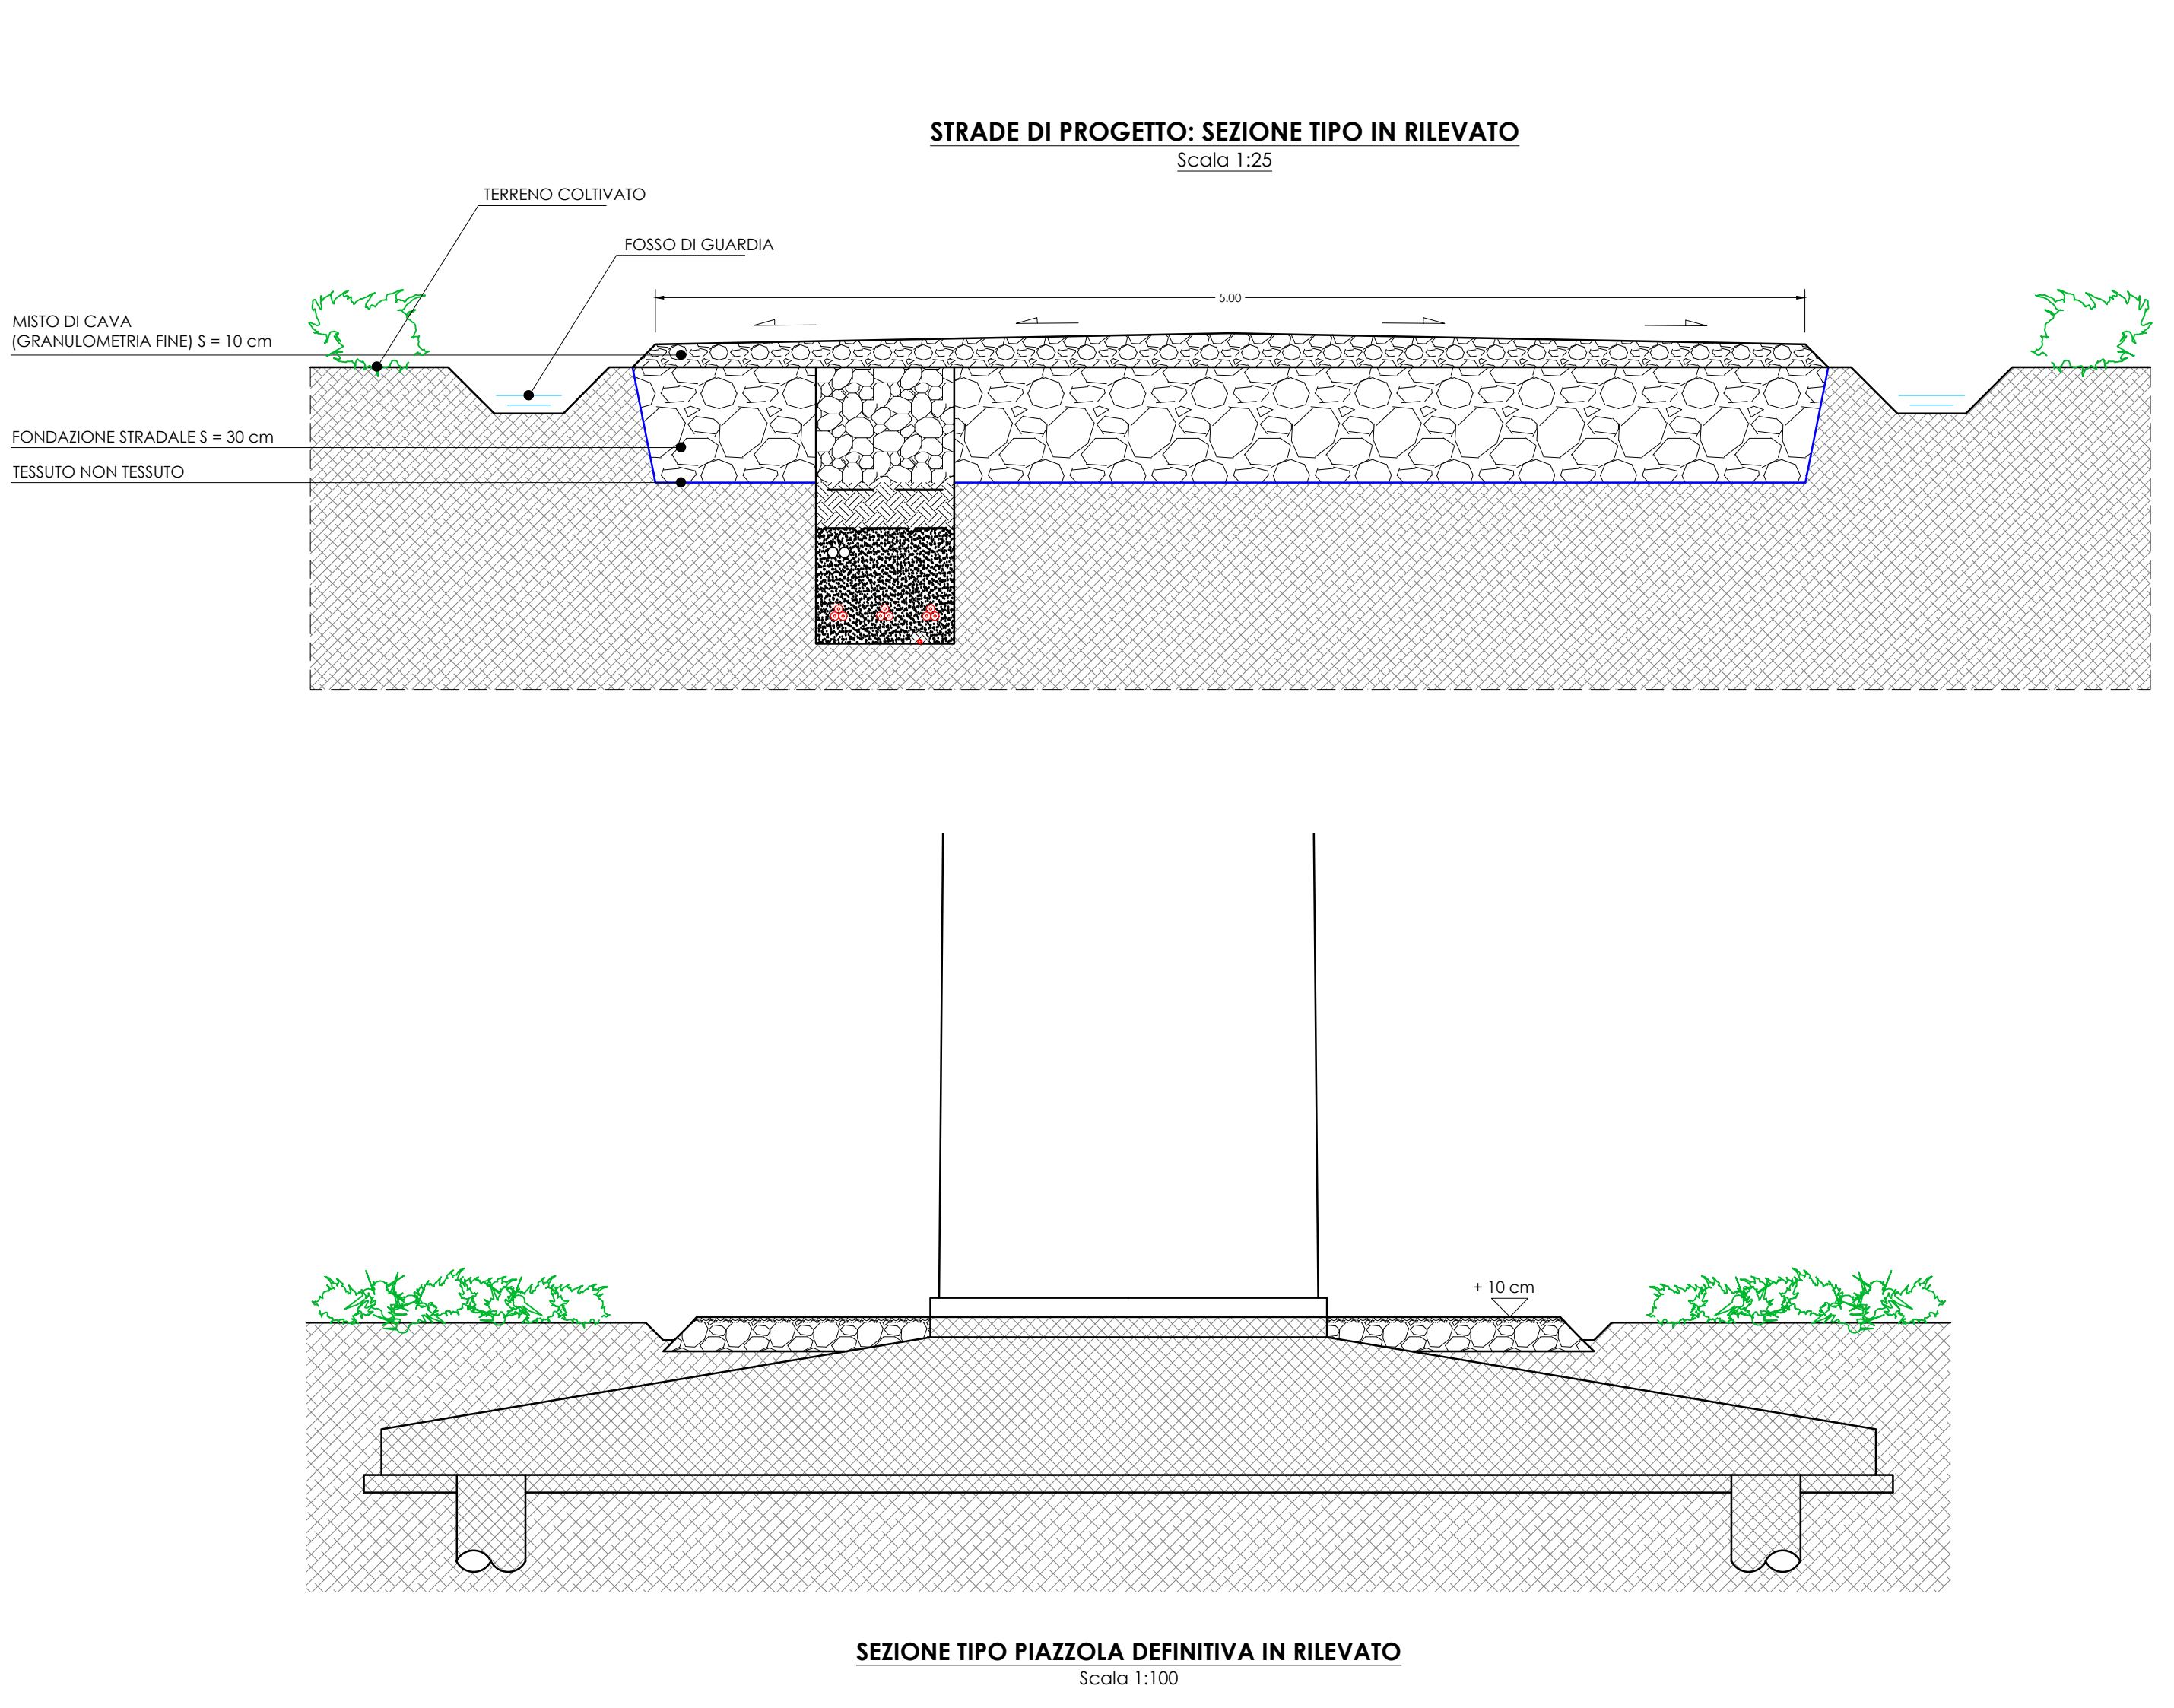 STRADE DI PROGETTO: SEZIONE TIPO IN RILEVATO
Scala 1:25
TERRENO COLTIVATO
FOSSO DI GUARDIA
5.00
MISTO DI CAVA
(GRANULOMETRIA FINE) S = 10 cm
FONDAZIONE STRADALE S = 30 cm
TESSUTO NON TESSUTO
+ 10 cm
SEZIONE TIPO PIAZZOLA DEFINITIVA IN RILEVATO
Scala 1:100